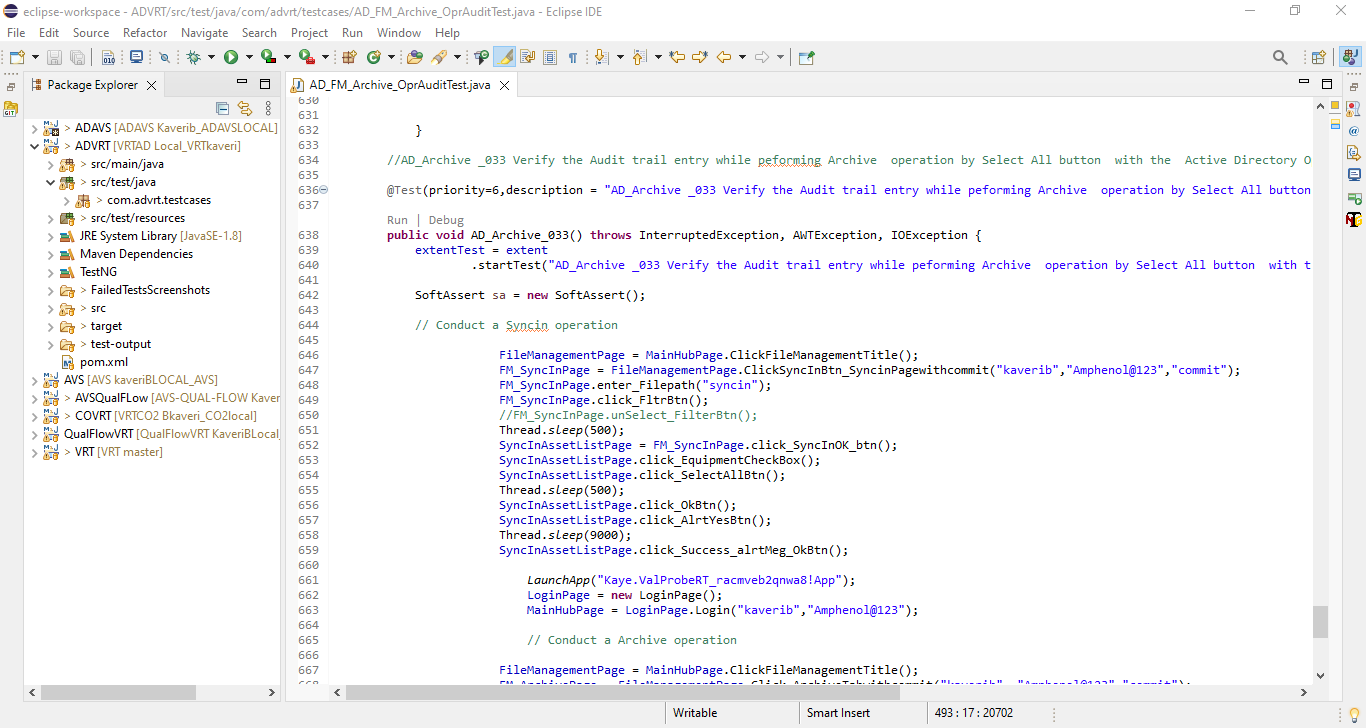 eclipse-workspace - ADVRT/src/test/java/com/advrt/testcases/AD_FM_Archive_OprAuditTest.java - Eclipse IDE
File Edit Source Refactor Navigate Search Project Run Window Help
Package Explorer
AD_FM_Archive_OprAuditTest.java
> ADAVS [ADAVS Kaverib_ADAVSLOCAL]
> ADVRT [VRTAD Local_VRTkaveri]
> src/main/java
> src/test/java
> com.advrt.testcases
> src/test/resources
JRE System Library [JavaSE-1.8]
Maven Dependencies
TestNG
> FailedTestsScreenshots
> src
> target
> test-output
pom.xml
AVS [AVS kaveriBLOCAL_AVS]
> AVSQualFLow [AVS-QUAL-FLOW Kaver
> COVRT [VRTCO2 Bkaveri_CO2local]
QualFlowVRT [QualFlowVRT KaveriBLocal_
> VRT [VRT master]
630
631
632 }
633
634 //AD_Archive _033 Verify the Audit trail entry while peforming Archive  operation by Select All button  with the  Active Directory O
635
636 @Test(priority=6,description = "AD_Archive _033 Verify the Audit trail entry while peforming Archive  operation by Select All button
637
Run | Debug
638 public void AD_Archive_033() throws InterruptedException, AWTException, IOException {
639 extentTest = extent
640 .startTest("AD_Archive _033 Verify the Audit trail entry while peforming Archive  operation by Select All button  with t
641
642 SoftAssert sa = new SoftAssert();
643
644 // Conduct a Syncin operation
645
646 FileManagementPage = MainHubPage.ClickFileManagementTitle();
647 FM_SyncInPage = FileManagementPage.ClickSyncInBtn_SyncinPagewithcommit("kaverib","Amphenol@123","commit");
648 FM_SyncInPage.enter_Filepath("syncin");
649 FM_SyncInPage.click_FltrBtn();
650 //FM_SyncInPage.unSelect_FilterBtn();
651 Thread.sleep(500);
652 SyncInAssetListPage = FM_SyncInPage.click_SyncInOK_btn();
653 SyncInAssetListPage.click_EquipmentCheckBox();
654 SyncInAssetListPage.click_SelectAllBtn();
655 Thread.sleep(500);
656 SyncInAssetListPage.click_OkBtn();
657 SyncInAssetListPage.click_AlrtYesBtn();
658 Thread.sleep(9000);
659 SyncInAssetListPage.click_Success_alrtMeg_OkBtn();
660
661 LaunchApp("Kaye.ValProbeRT_racmveb2qnwa8!App");
662 LoginPage = new LoginPage();
663 MainHubPage = LoginPage.Login("kaverib","Amphenol@123");
664
665 // Conduct a Archive operation
666
667 FileManagementPage = MainHubPage.ClickFileManagementTitle();
668 FM_ArchivePage = FileManagementPage.Click_ArchiveTabwithcommit("kaverib", "Amphenol@123","commit");
Writable Smart Insert 493 : 17 : 20702